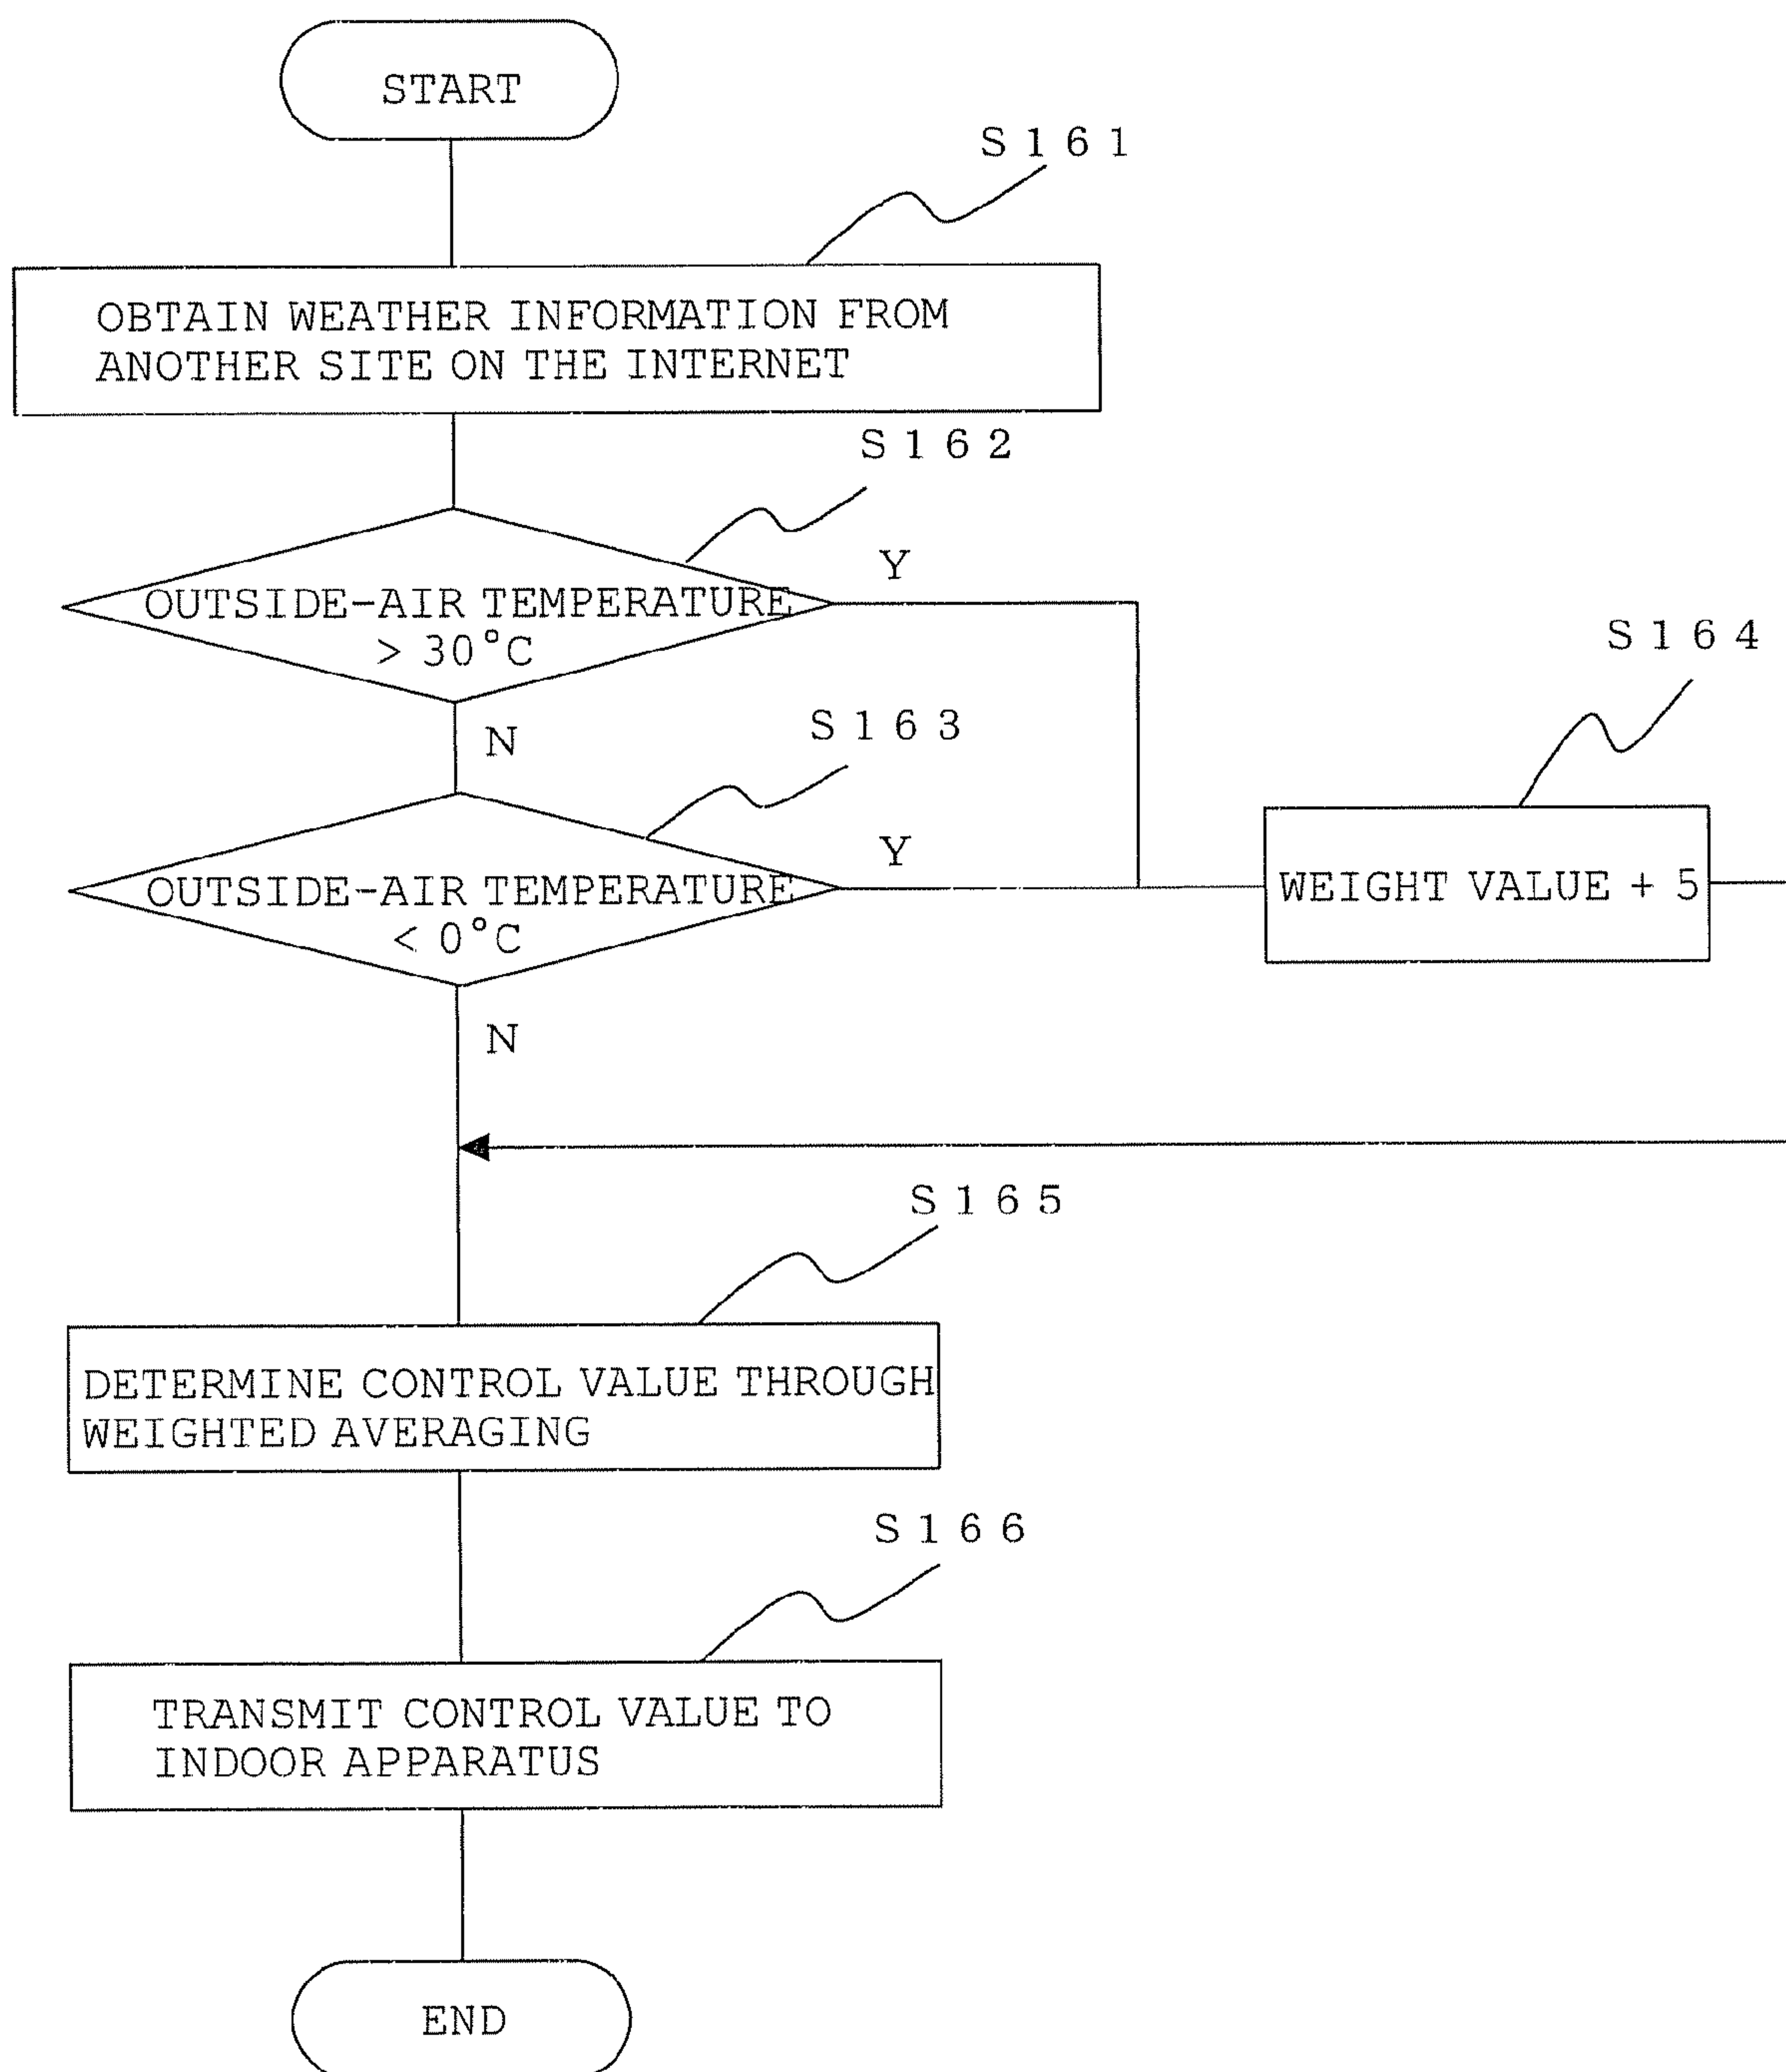 START
S161
OBTAIN WEATHER INFORMATION FROM
ANOTHER SITE ON THE INTERNET
S162
OUTSIDE-AIR TEMPERATURE
> 30°C
Y
N
S163
OUTSIDE-AIR TEMPERATURE
< 0°C
Y
S164
WEIGHT VALUE + 5
N
S165
DETERMINE CONTROL VALUE THROUGH
WEIGHTED AVERAGING
S166
TRANSMIT CONTROL VALUE TO
INDOOR APPARATUS
END